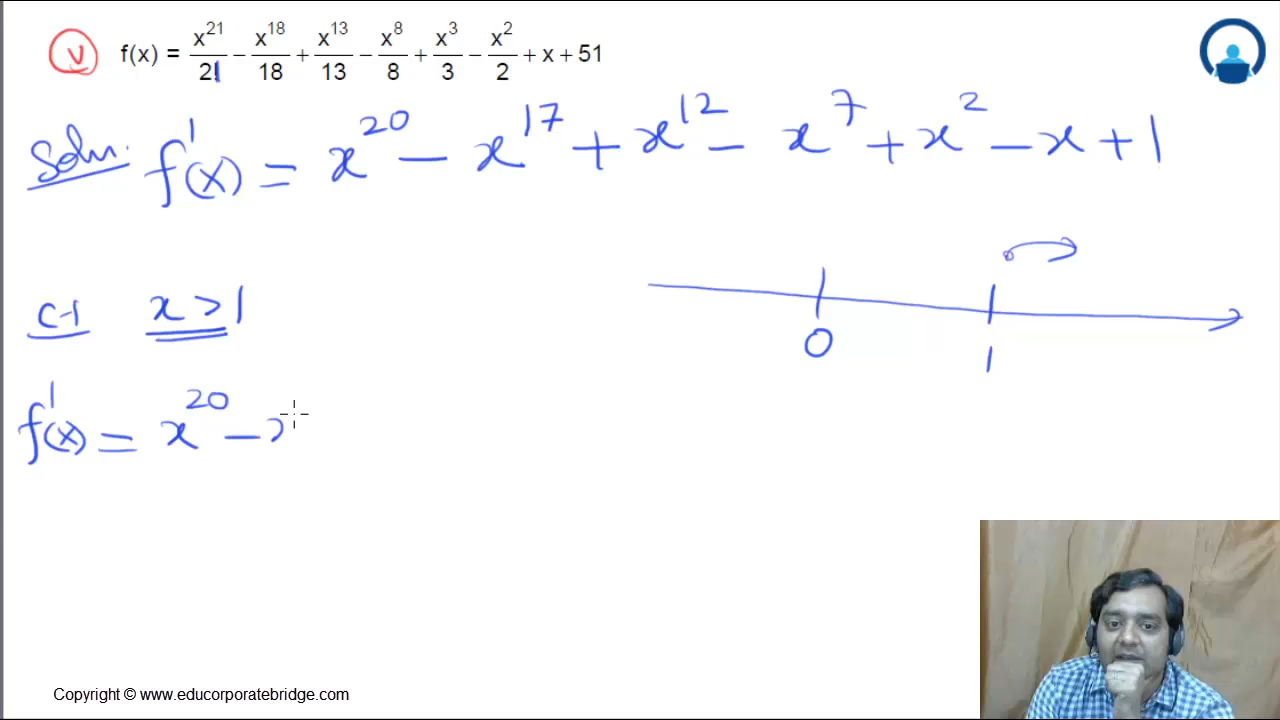 V f(x) = x^21/21 − x^18/18 + x^13/13 − x^8/8 + x^3/3 − x^2/2 + x + 51
Soln. f'(x) = x^20 − x^17 + x^12 − x^7 + x^2 − x + 1
0 1
C-1 x > 1
f'(x) = x^20 −
Copyright © www.educorporatebridge.com